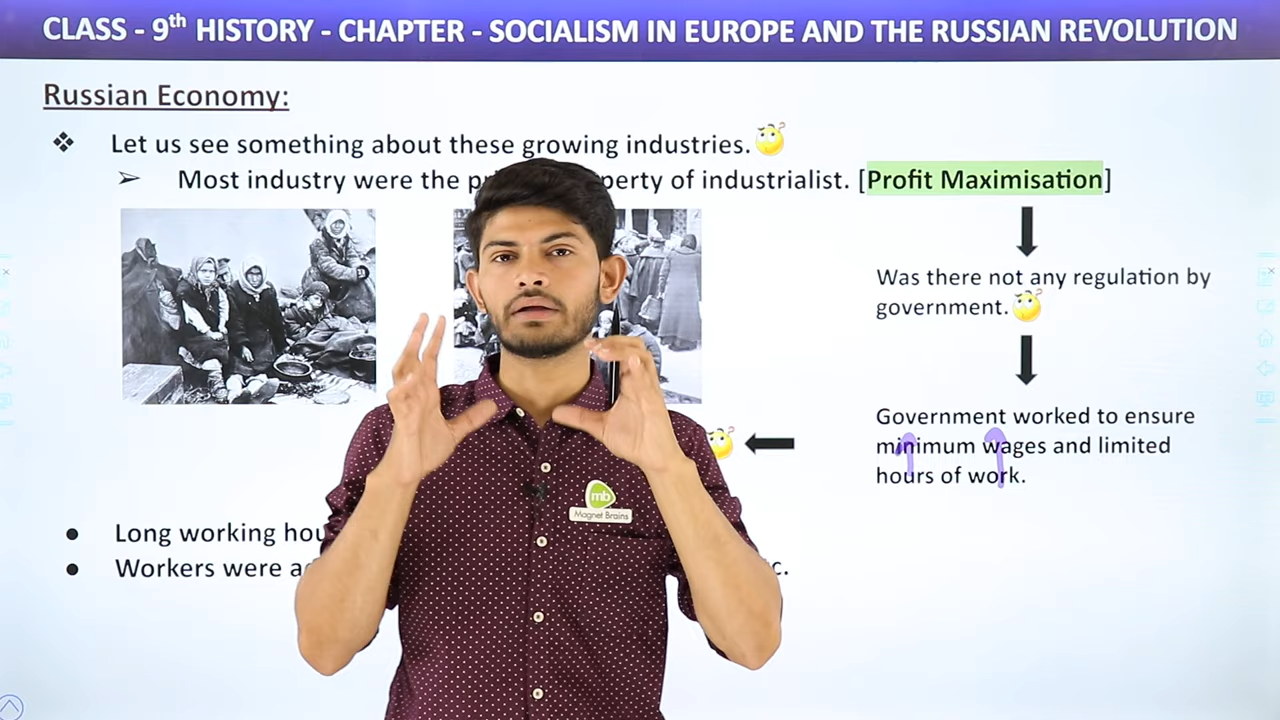 CLASS - 9th HISTORY - CHAPTER - SOCIALISM IN EUROPE AND THE RUSSIAN REVOLUTION
Russian Economy:
❖ Let us see something about these growing industries.
➢ Most industry were the perty of industrialist. [Profit Maximisation]
Was there not any regulation by
government.
Government worked to ensure
minimum wages and limited
hours of work.
● Long working hou
● Workers were a c.
mb
Magnet Brains